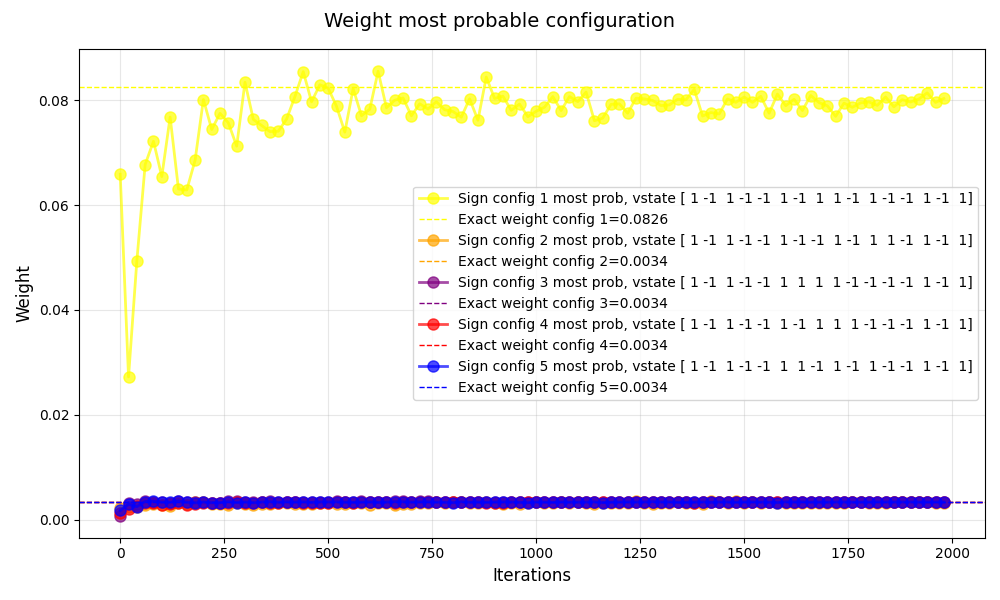 Weight most probable configuration
Weight
0.08
0.06
0.04
0.02
0.00
Sign config 1 most prob, vstate [ 1 -1  1 -1 -1  1 -1  1  1 -1  1 -1 -1  1 -1  1]
Exact weight config 1=0.0826
Sign config 2 most prob, vstate [ 1 -1  1 -1 -1  1 -1 -1  1 -1  1  1 -1  1 -1  1]
Exact weight config 2=0.0034
Sign config 3 most prob, vstate [ 1 -1  1 -1 -1  1  1  1  1 -1 -1 -1 -1  1 -1  1]
Exact weight config 3=0.0034
Sign config 4 most prob, vstate [ 1 -1  1 -1 -1  1 -1  1  1  1 -1 -1 -1  1 -1  1]
Exact weight config 4=0.0034
Sign config 5 most prob, vstate [ 1 -1  1 -1 -1  1  1 -1  1 -1  1 -1 -1  1 -1  1]
Exact weight config 5=0.0034
0 250 500 750 1000 1250 1500 1750 2000
Iterations